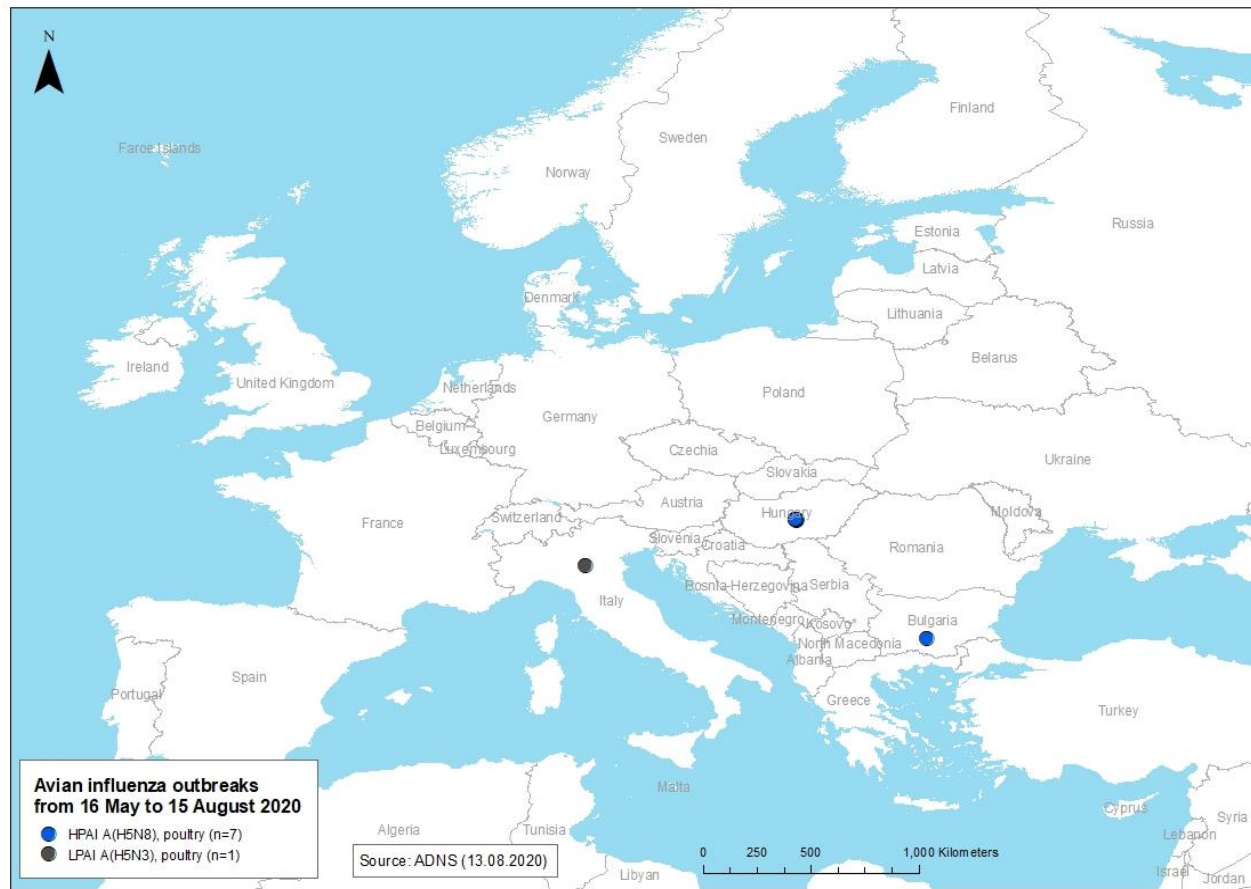 N
Finland
Sweden
Faroe Islands
Norway
Russia
Estonia
Latvia
Denmark
Lithuania
Ireland
Belarus
United Kingdom
Netherlands
Poland
Germany
Belgium
Luxembourg
Czechia
Ukraine
Slovakia
Austria
Hungary
Moldova
France
Switzerland
Slovenia
Croatia
Romania
Bosnia-Herzegovina
Serbia
Italy
Montenegro
Kosovo*
Bulgaria
North Macedonia
Albania
Spain
Portugal
Greece
Turkey
Malta
Cyprus
Syria
Lebanon
Israel
Jordan
Algeria
Tunisia
Libyan
Avian influenza outbreaks
from 16 May to 15 August 2020
HPAI A(H5N8), poultry (n=7)
LPAI A(H5N3), poultry (n=1)
Source: ADNS (13.08.2020)
0 250 500 1,000 Kilometers